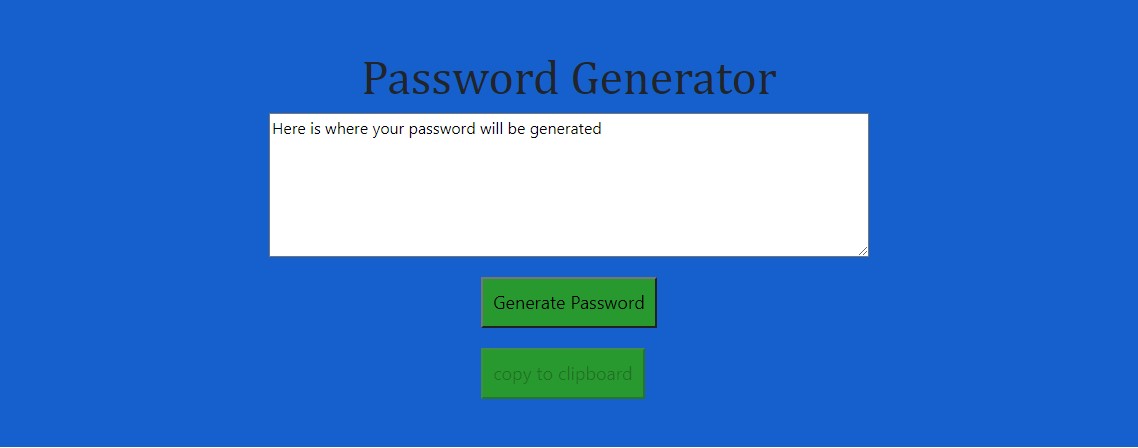 Password Generator
Here is where your password will be generated
Generate Password
copy to clipboard